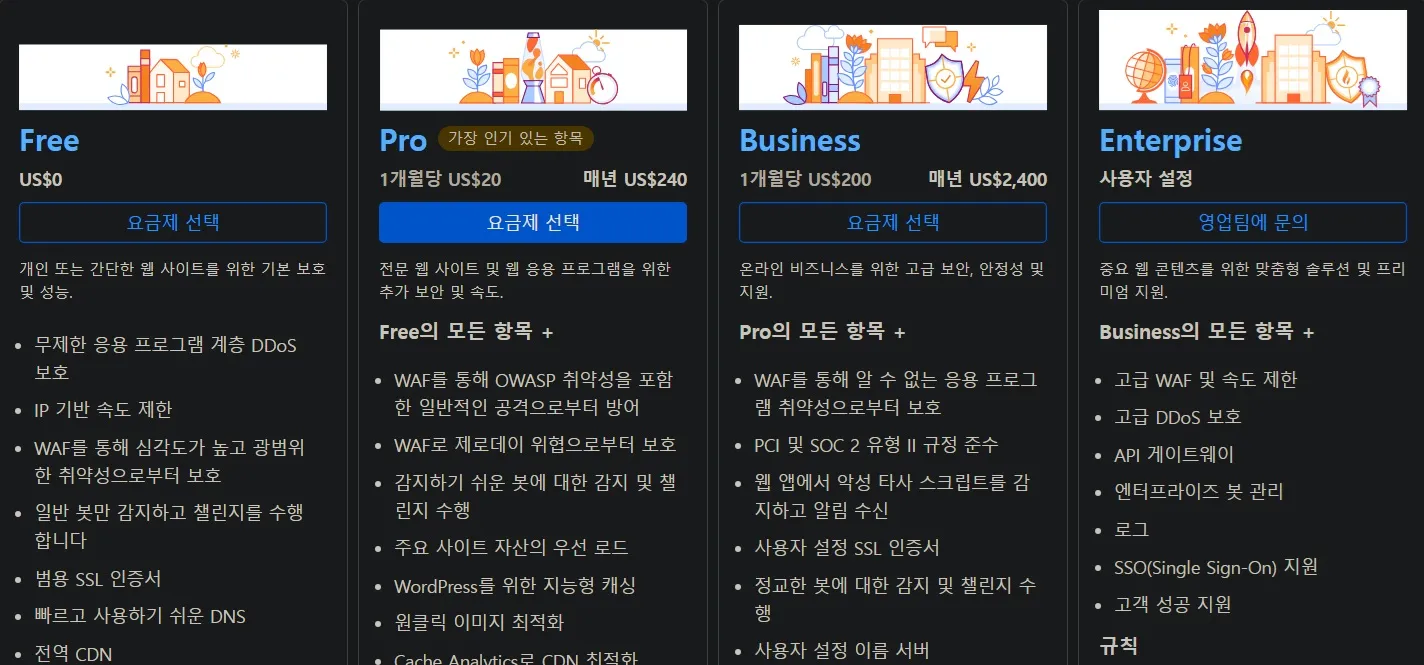 Free
US$0
요금제 선택
개인 또는 간단한 웹 사이트를 위한 기본 보호
및 성능.
무제한 응용 프로그램 계층 DDoS
보호
IP 기반 속도 제한
WAF를 통해 심각도가 높고 광범위
한 취약성으로부터 보호
일반 봇만 감지하고 챌린지를 수행
합니다
범용 SSL 인증서
빠르고 사용하기 쉬운 DNS
전역 CDN
Pro 가장 인기 있는 항목
1개월당 US$20 매년 US$240
요금제 선택
전문 웹 사이트 및 웹 응용 프로그램을 위한
추가 보안 및 속도.
Free의 모든 항목 +
WAF를 통해 OWASP 취약성을 포함
한 일반적인 공격으로부터 방어
WAF로 제로데이 위협으로부터 보호
감지하기 쉬운 봇에 대한 감지 및 챌
린지 수행
주요 사이트 자산의 우선 로드
WordPress를 위한 지능형 캐싱
원클릭 이미지 최적화
Cache Analytics로 CDN 최적화
Business
1개월당 US$200 매년 US$2,400
요금제 선택
온라인 비즈니스를 위한 고급 보안, 안정성 및
지원.
Pro의 모든 항목 +
WAF를 통해 알 수 없는 응용 프로그
램 취약성으로부터 보호
PCI 및 SOC 2 유형 II 규정 준수
웹 앱에서 악성 타사 스크립트를 감
지하고 알림 수신
사용자 설정 SSL 인증서
정교한 봇에 대한 감지 및 챌린지 수
행
사용자 설정 이름 서버
Enterprise
사용자 설정
영업팀에 문의
중요 웹 콘텐츠를 위한 맞춤형 솔루션 및 프리
미엄 지원.
Business의 모든 항목 +
고급 WAF 및 속도 제한
고급 DDoS 보호
API 게이트웨이
엔터프라이즈 봇 관리
로그
SSO(Single Sign-On) 지원
고객 성공 지원
규칙